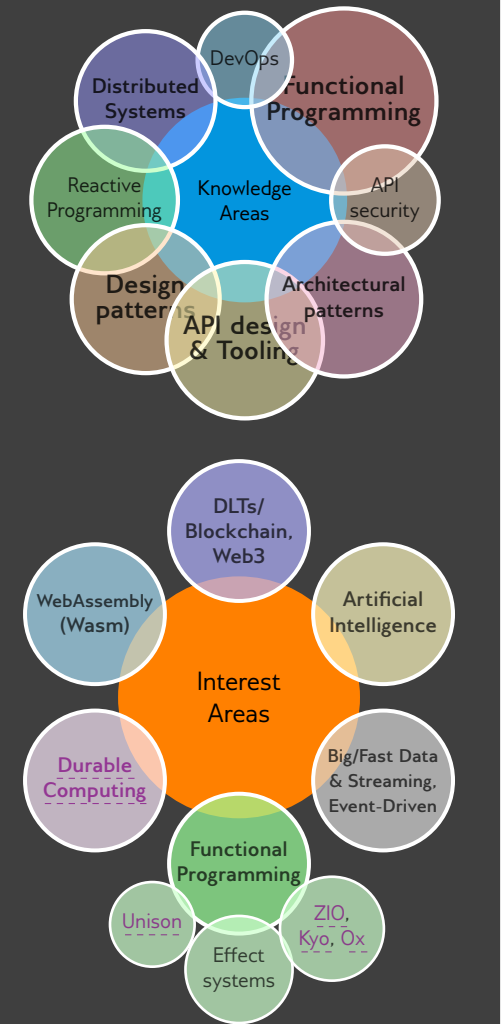 DevOps
Distributed
Systems
Functional
Programming
Reactive
Programming
Knowledge
Areas
API
security
Design
patterns
API design
& Tooling
Architectural
patterns
DLTs/
Blockchain,
Web3
WebAssembly
(Wasm)
Artificial
Intelligence
Interest
Areas
Durable
Computing
Big/Fast Data
& Streaming,
Event-Driven
Functional
Programming
Unison
ZIO,
Kyo, Ox
Effect
systems